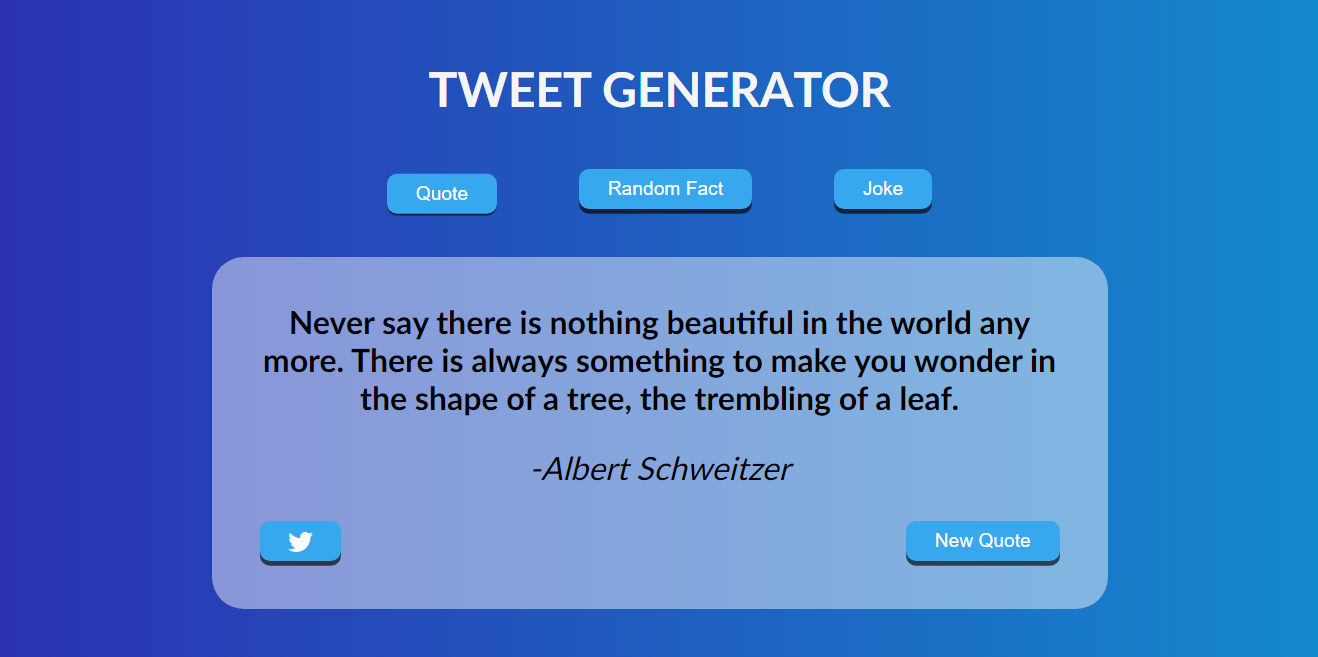 TWEET GENERATOR
Quote
Random Fact
Joke
Never say there is nothing beautiful in the world any
more. There is always something to make you wonder in
the shape of a tree, the trembling of a leaf.
-Albert Schweitzer
New Quote